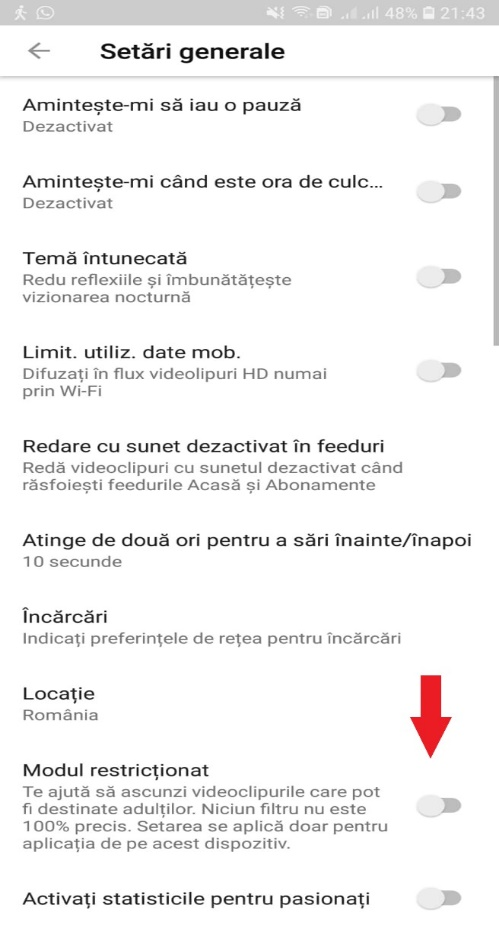 48% 21:43
Setări generale
Amintește-mi să iau o pauză
Dezactivat
Amintește-mi când este ora de culc...
Dezactivat
Temă întunecată
Redu reflexiile și îmbunătățește
vizionarea nocturnă
Limit. utiliz. date mob.
Difuzați în flux videolipuri HD numai
prin Wi-Fi
Redare cu sunet dezactivat în feeduri
Redă videoclipuri cu sunetul dezactivat când
răsfoiești feedurile Acasă și Abonamente
Atinge de două ori pentru a sări înainte/înapoi
10 secunde
Încărcări
Indicați preferințele de rețea pentru încărcări
Locație
România
Modul restricționat
Te ajută să ascunzi videoclipurile care pot
fi destinate adulților. Niciun filtru nu este
100% precis. Setarea se aplică doar pentru
aplicația de pe acest dispozitiv.
Activați statisticile pentru pasionați